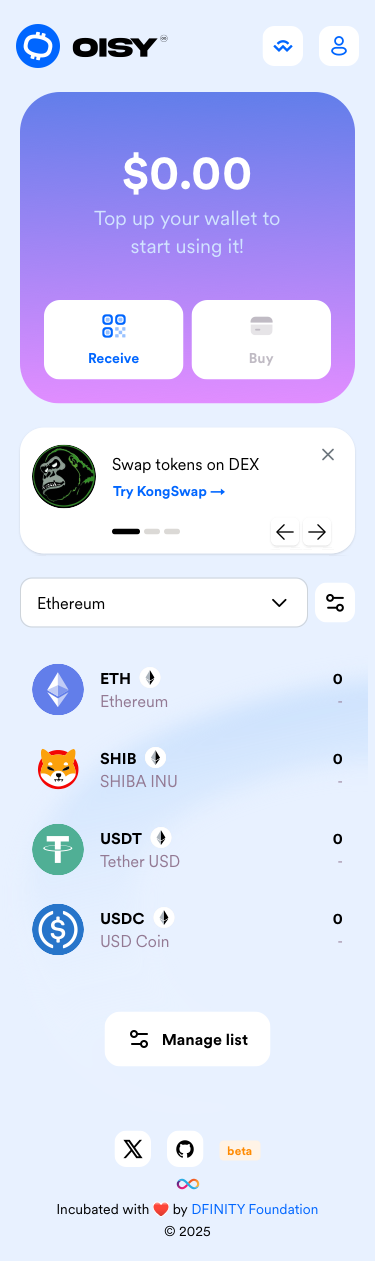 OISY
$0.00
Top up your wallet to
start using it!
Receive
Buy
Swap tokens on DEX
Try KongSwap →
Ethereum
ETH
0
Ethereum
-
SHIB
0
SHIBA INU
-
USDT
0
Tether USD
-
USDC
0
USD Coin
-
Manage list
beta
Incubated with ❤️ by DFINITY Foundation
© 2025